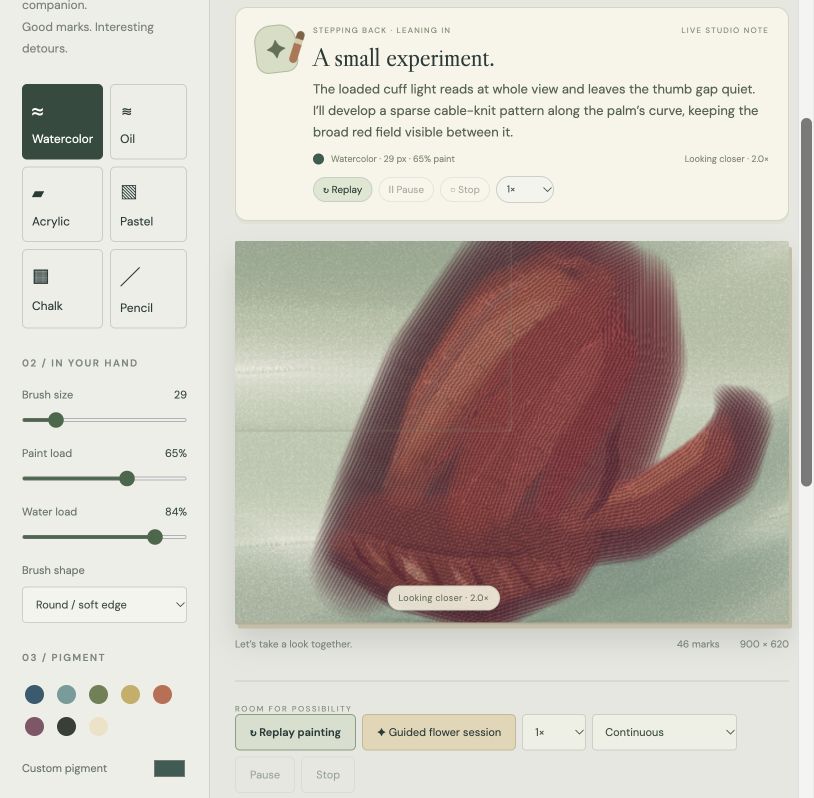 companion.
Good marks. Interesting
detours.
Watercolor
Oil
Acrylic
Pastel
Chalk
Pencil
02 / IN YOUR HAND
Brush size 29
Paint load 65%
Water load 84%
Brush shape
Round / soft edge
03 / PIGMENT
Custom pigment
STEPPING BACK · LEANING IN
LIVE STUDIO NOTE
A small experiment.
The loaded cuff light reads at whole view and leaves the thumb gap quiet.
I’ll develop a sparse cable-knit pattern along the palm’s curve, keeping the
broad red field visible between it.
Watercolor · 29 px · 65% paint
Looking closer · 2.0×
↻ Replay
II Pause
○ Stop
1×
Looking closer · 2.0×
Let’s take a look together.
46 marks
900 × 620
ROOM FOR POSSIBILITY
↻ Replay painting
✦ Guided flower session
1×
Continuous
Pause
Stop